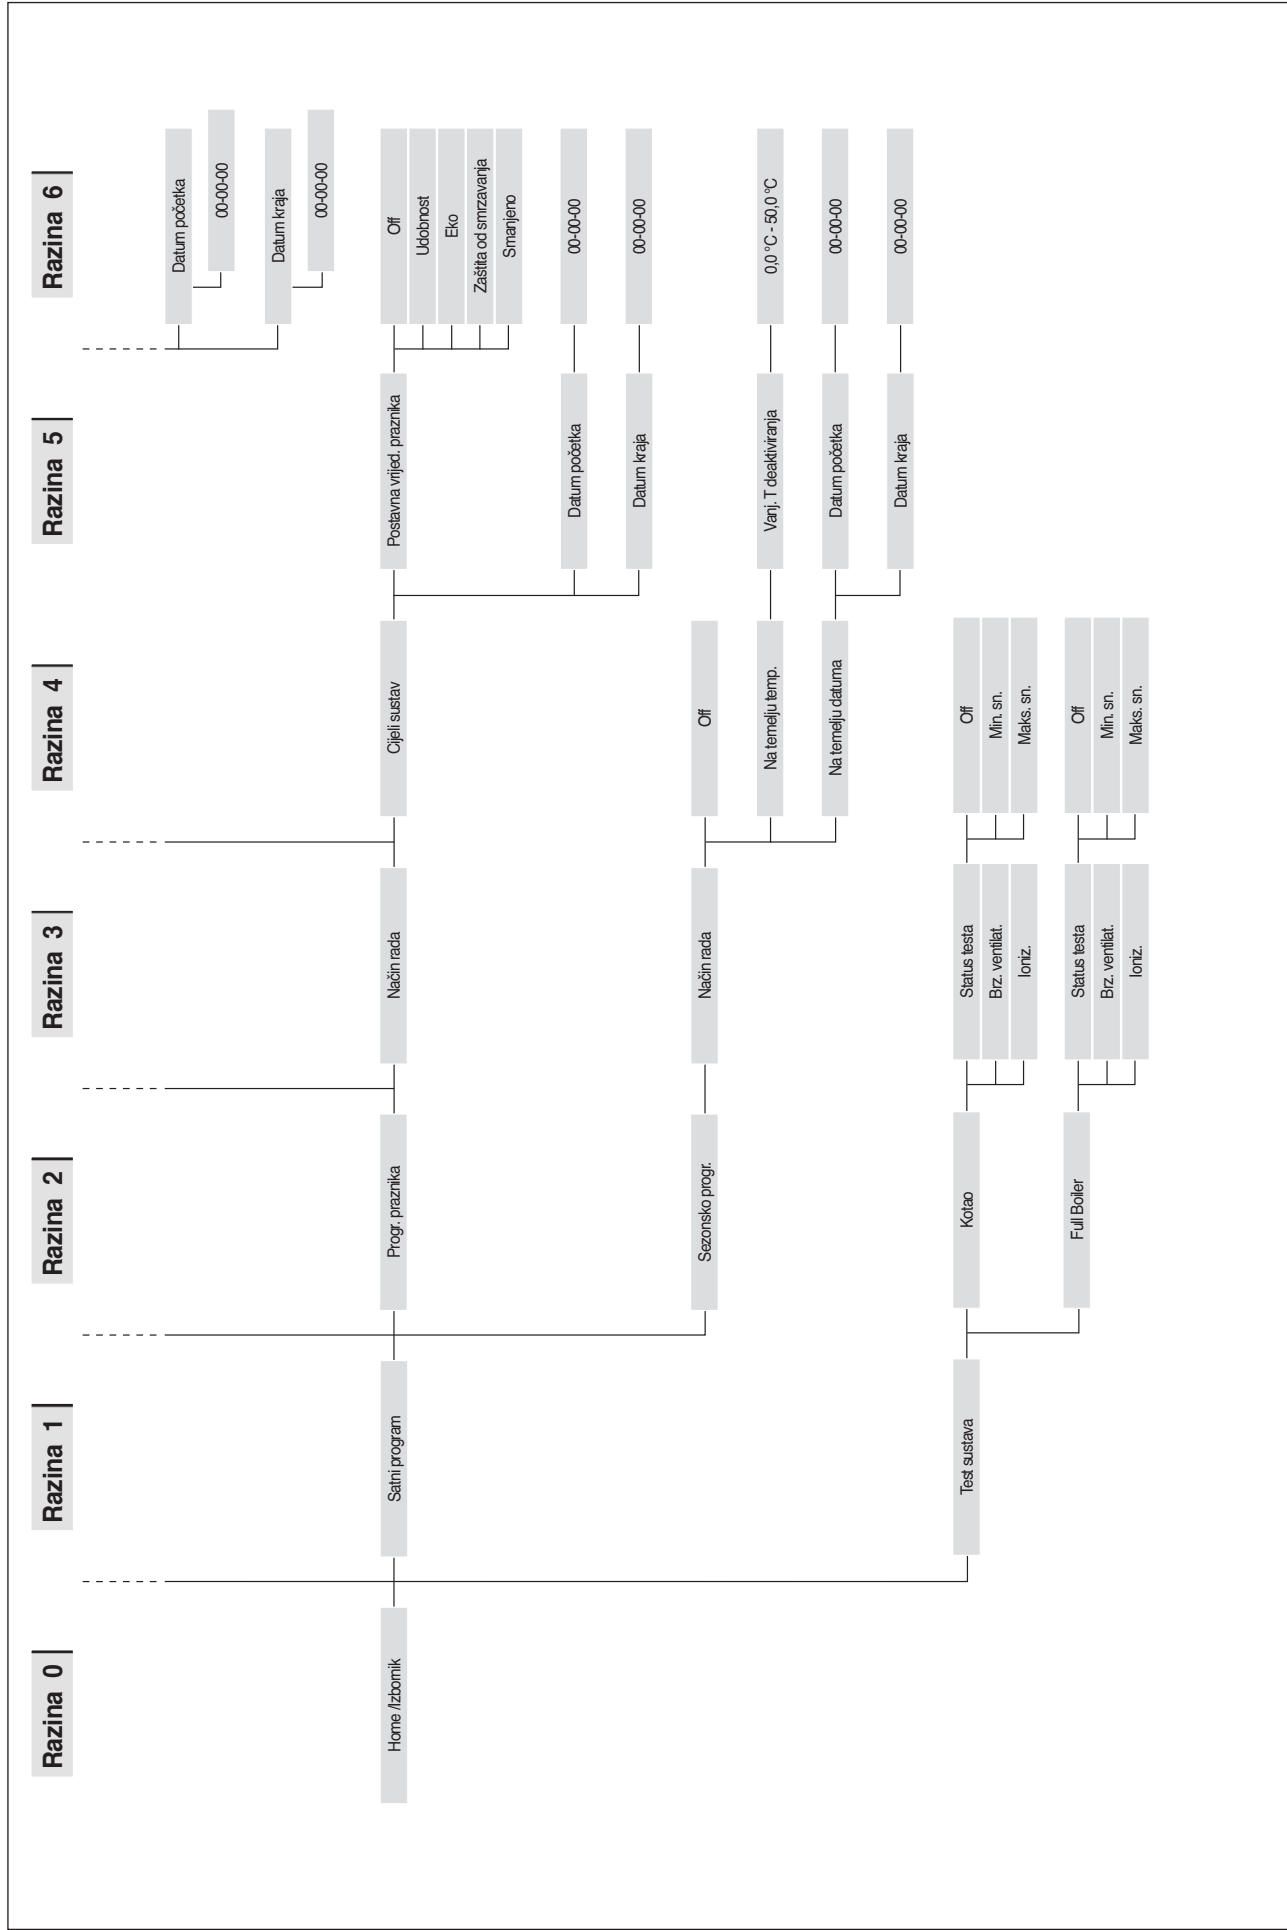 Razina 0
Razina 1
Razina 2
Razina 3
Razina 4
Razina 5
Razina 6
Datum početka
00-00-00
Datum kraja
00-00-00
Home /Izbornik
Satni program
Progr. praznika
Način rada
Cijeli sustav
Postavna vrijed. praznika
Off
Udobnost
Eko
Zaštita od smrzavanja
Smanjeno
Datum početka
00-00-00
Datum kraja
00-00-00
Sezonsko progr.
Način rada
Off
Na temelju temp.
Vanj. T deaktiviranja
0,0 °C - 50,0 °C
Na temelju datuma
Datum početka
00-00-00
Datum kraja
00-00-00
Test sustava
Kotao
Status testa
Off
Brz. ventilat.
Min. sn.
Ioniz.
Maks. sn.
Full Boiler
Status testa
Off
Brz. ventilat.
Min. sn.
Ioniz.
Maks. sn.